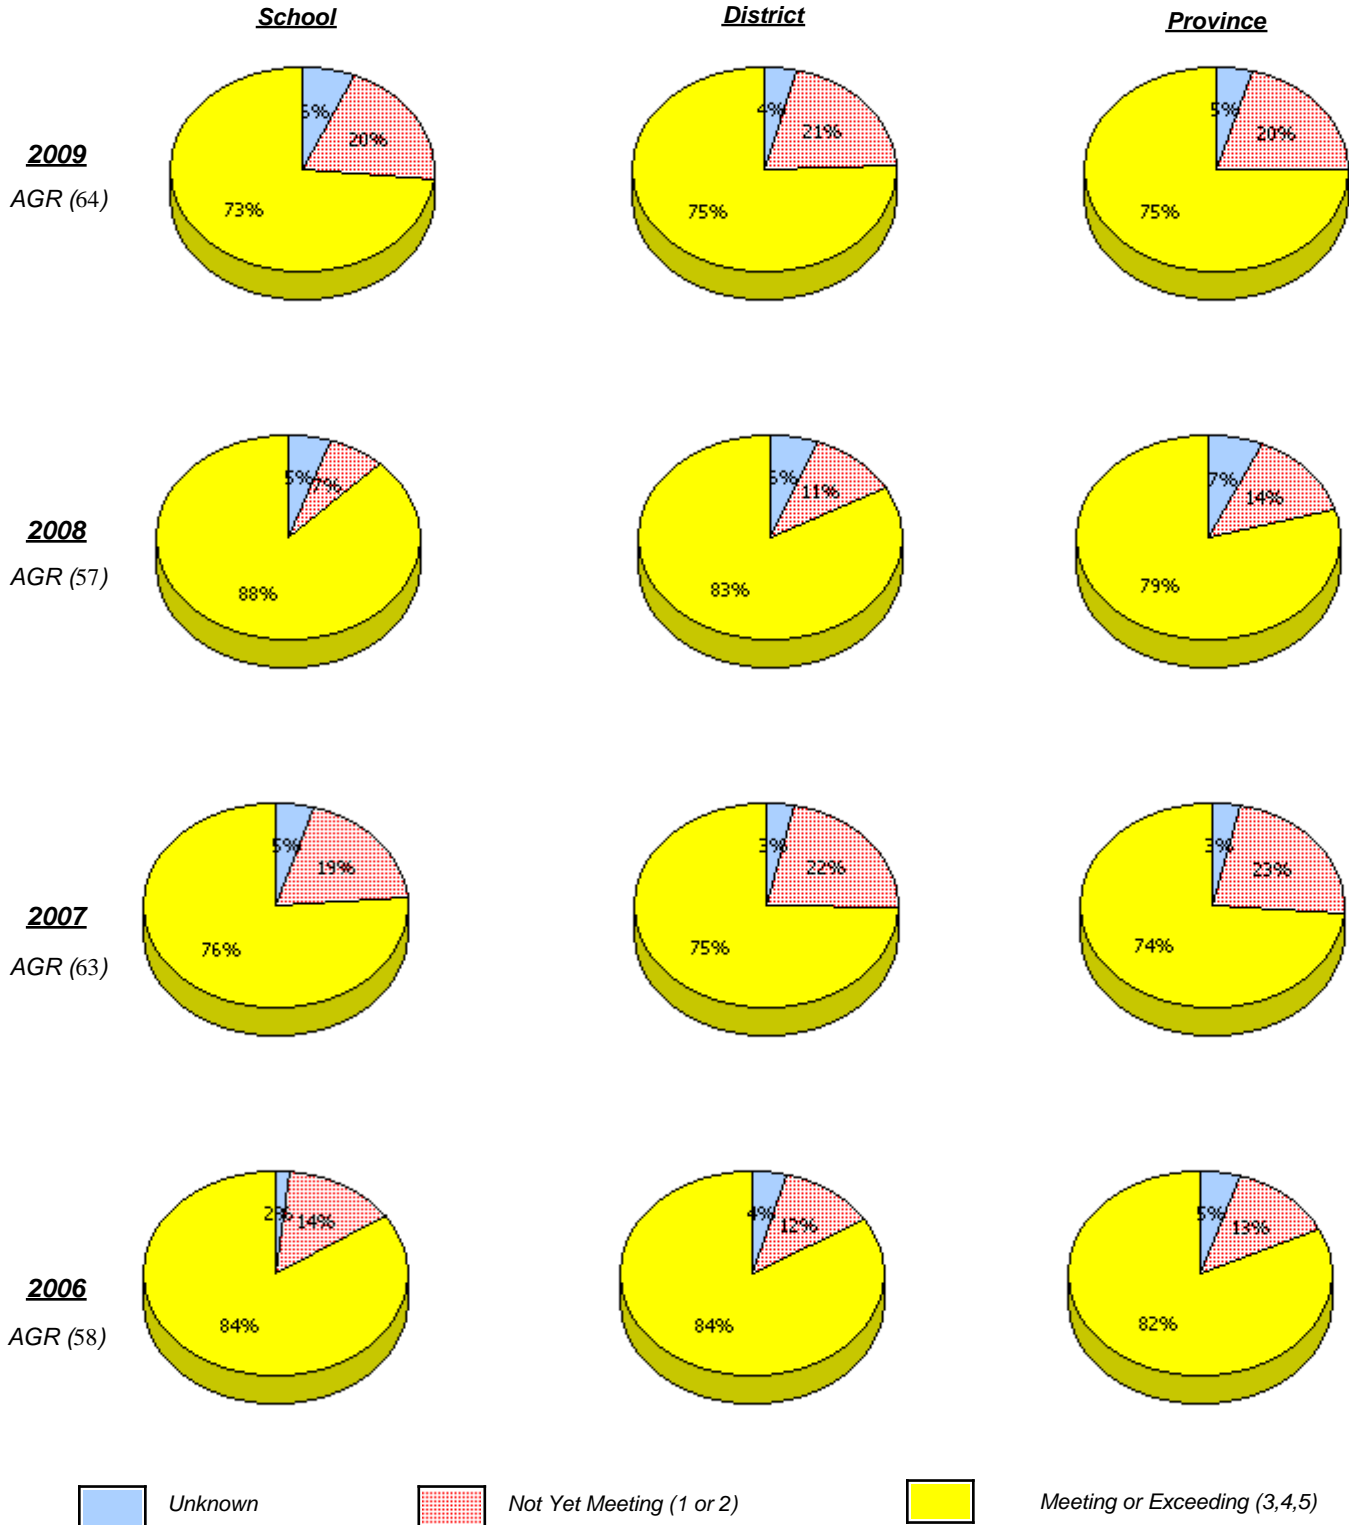 School District Province
6% 4% 5%
20% 21% 20%
2009
AGR (64)
73% 75% 75%
5% 7% 6% 11% 7% 14%
2008
AGR (57)
88% 83% 79%
5% 3% 3%
19% 22% 23%
2007
AGR (63)
76% 75% 74%
2% 14% 4% 12% 5% 13%
2006
AGR (58)
84% 84% 82%
Unknown Not Yet Meeting (1 or 2) Meeting or Exceeding (3,4,5)